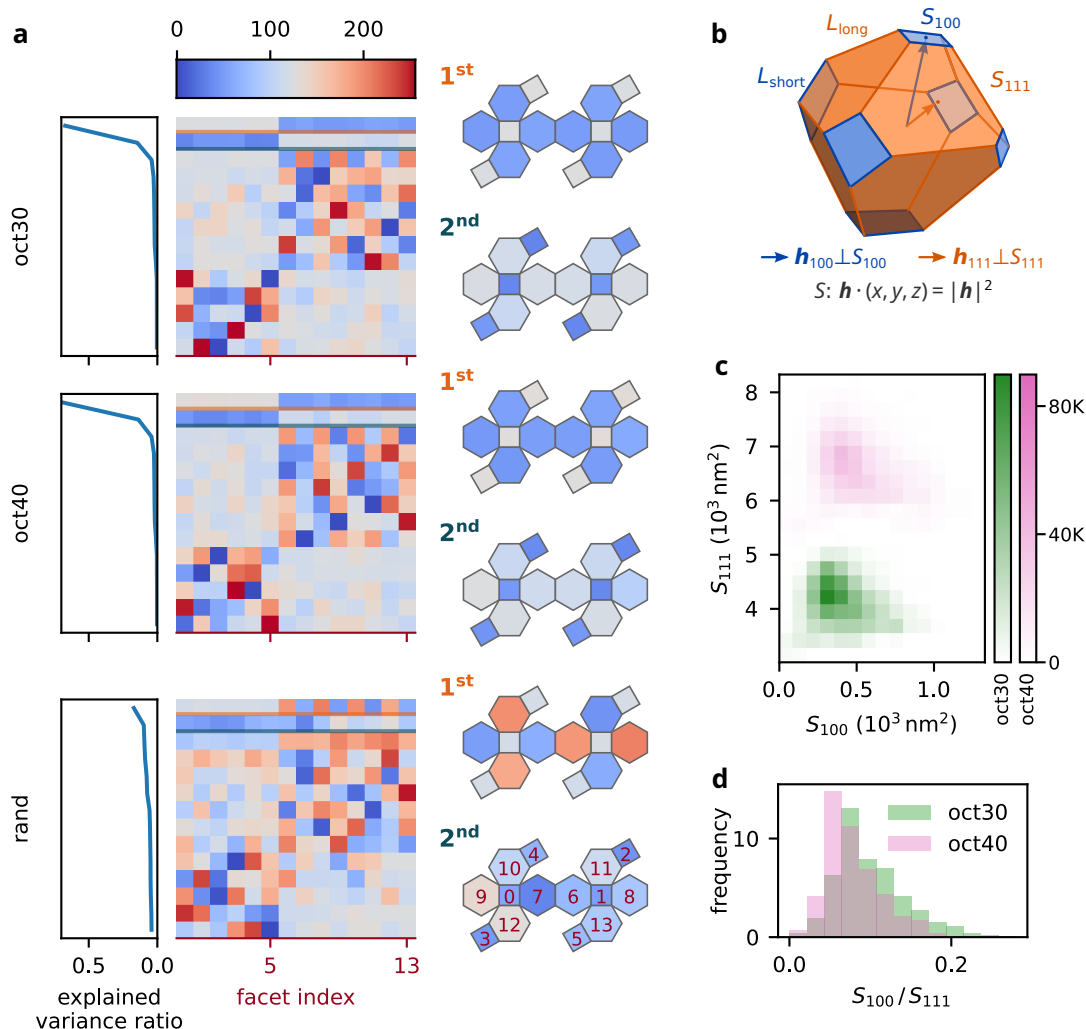 a
0
200
oct30
1st
2nd
oct40
1st
2nd
rand
1st
2nd
10
4
11
2
9
0
7
6
1
8
12
13
3
5
0.5
0.0
explained
variance ratio
5
13
facet index
b
Llong
S100
Lshort
S111
h100⊥S100
h111⊥S111
S: h · (x, y, z) = |h|2
c
8
7
6
5
4
S111 (103 nm2)
0.0
0.5
1.0
S100 (103 nm2)
80K
40K
0
oct30
oct40
d
oct30
oct40
10
0
frequency
0.0
0.2
S100/S111